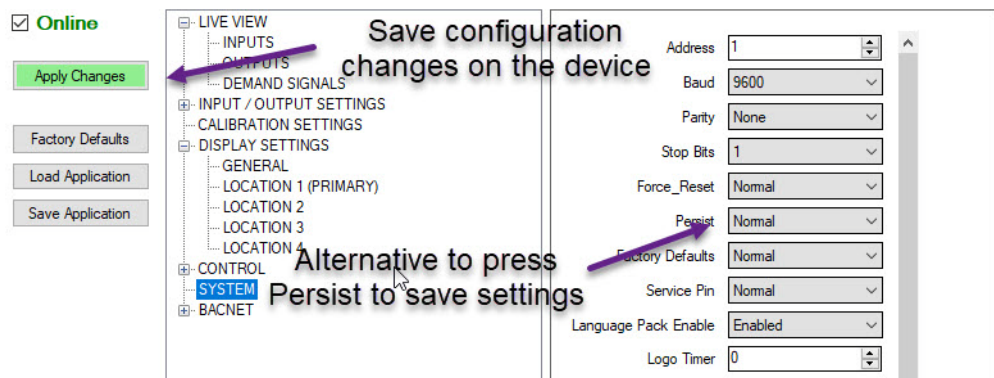 Online
Apply Changes
Factory Defaults
Load Application
Save Application
LIVE VIEW
INPUTS
OUTPUTS
DEMAND SIGNALS
INPUT / OUTPUT SETTINGS
CALIBRATION SETTINGS
DISPLAY SETTINGS
GENERAL
LOCATION 1 (PRIMARY)
LOCATION 2
LOCATION 3
LOCATION 4
CONTROL
SYSTEM
BACNET
Save configuration
changes on the device
Alternative to press
Persist to save settings
Address 1
Baud 9600
Parity None
Stop Bits 1
Force_Reset Normal
Persist Normal
Factory Defaults Normal
Service Pin Normal
Language Pack Enable Enabled
Logo Timer 0